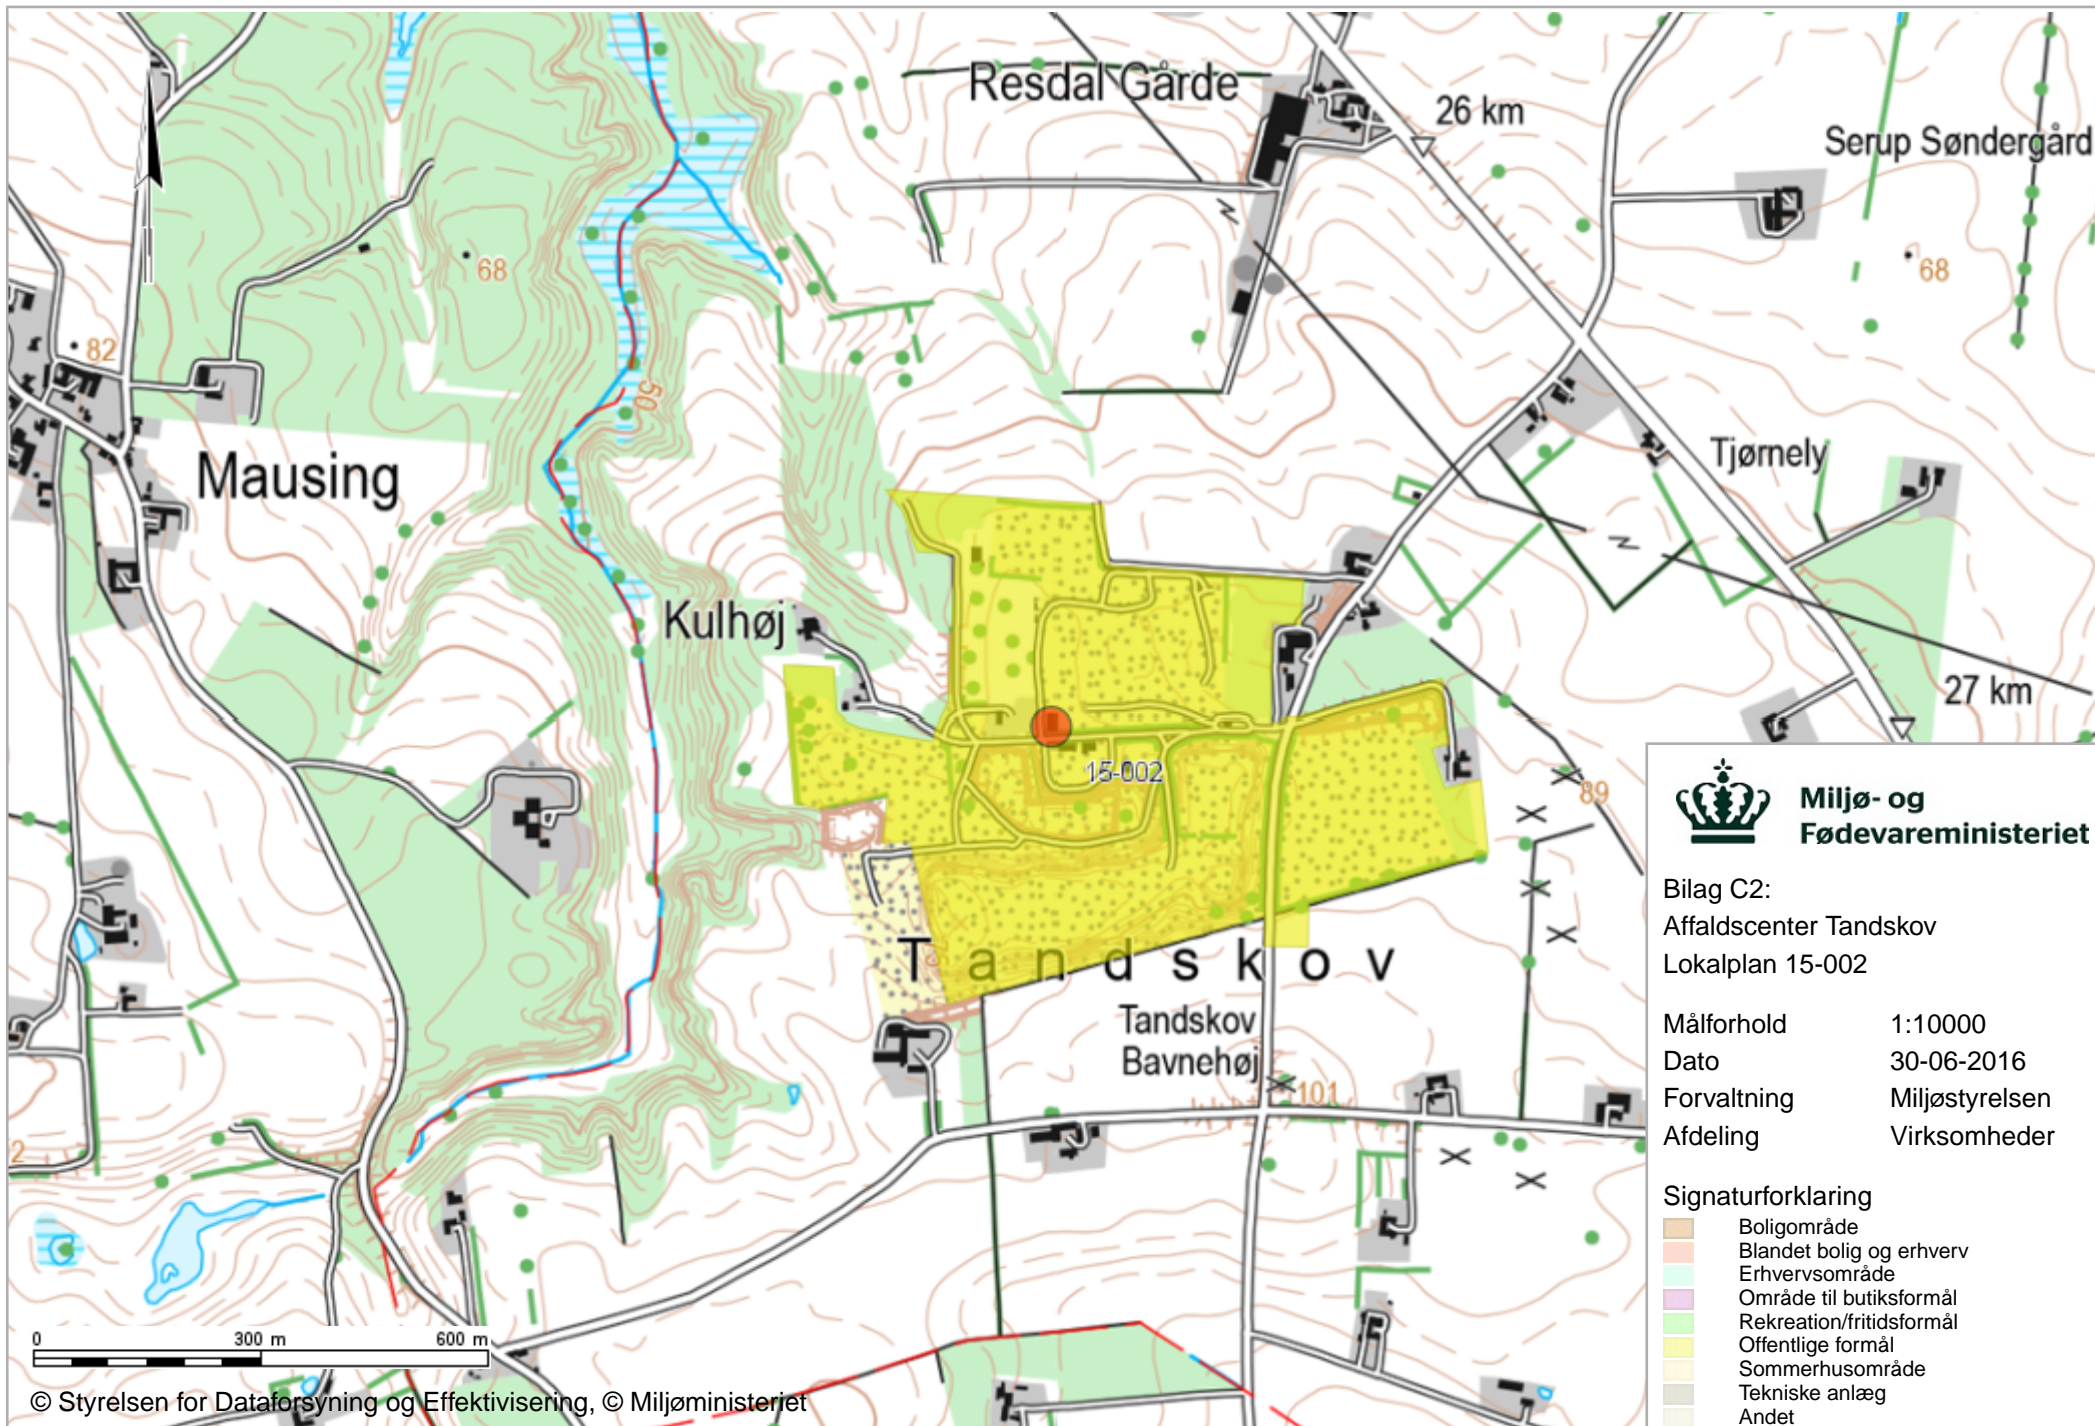 Resdal Gårde
26 km
Serup Søndergård
68
68
82
50
Mausing
Tjørnely
Kulhøj
27 km
15-002
89
Tandskov
Tandskov
Bavnehøj
101
2
Miljø- og
Fødevareministeriet
Bilag C2:
Affaldscenter Tandskov
Lokalplan 15-002
Målforhold 1:10000
Dato 30-06-2016
Forvaltning Miljøstyrelsen
Afdeling Virksomheder
Signaturforklaring
Boligområde
Blandet bolig og erhverv
Erhvervsområde
Område til butiksformål
Rekreation/fritidsformål
Offentlige formål
Sommerhusområde
Tekniske anlæg
Andet
0 300 m 600 m
© Styrelsen for Dataforsyning og Effektivisering, © Miljøministeriet